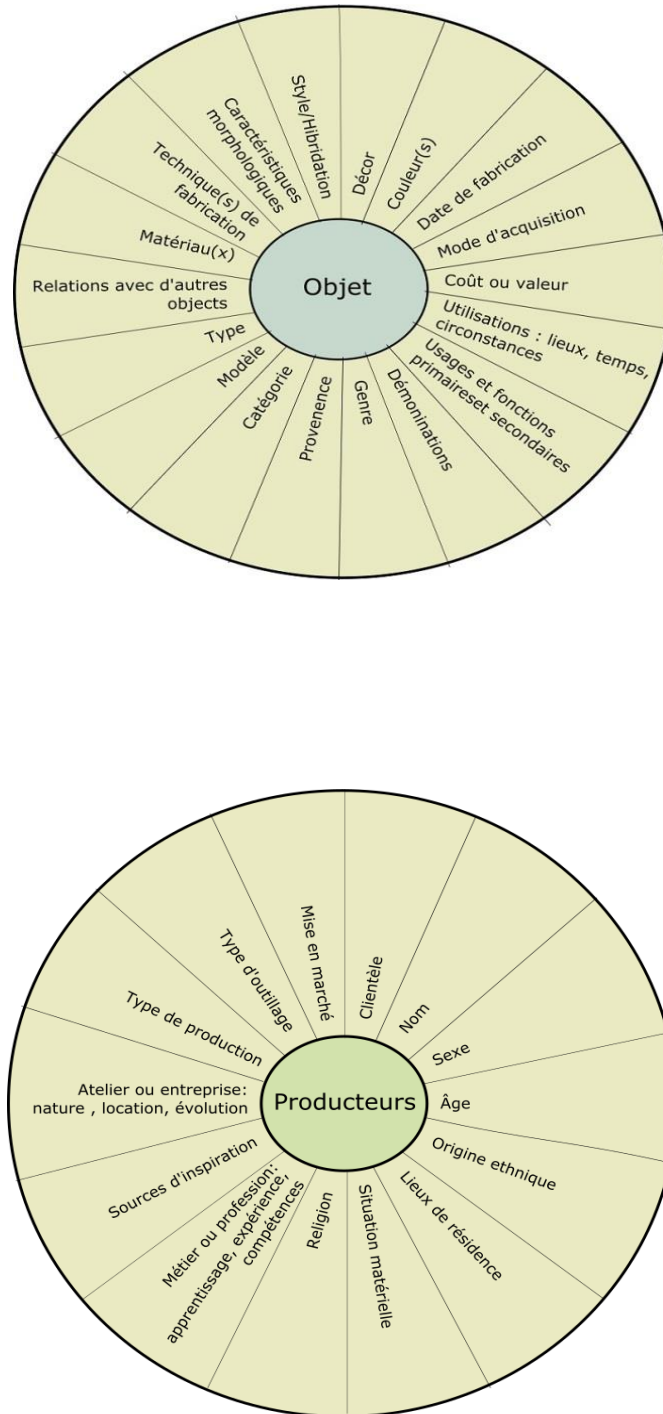 Objet
Décor
Couleur(s)
Date de fabrication
Mode d'acquisition
Coût ou valeur
Utilisations : lieux, temps,
circonstances
Usages et fonctions
primaireset secondaires
Démoninations
Genre
Provenence
Catégorie
Modèle
Type
Relations avec d'autres
objects
Matériau(x)
Technique(s) de
fabrication
Caractéristiques
morphologiques
Style/Hibridation
Producteurs
Clientèle
Nom
Sexe
Âge
Origine ethnique
Lieux de résidence
Situation matérielle
Religion
Métier ou profession:
apprentissage, expérience,
compétences
Sources d'inspiration
Atelier ou entreprise:
nature , location, évolution
Type de production
Type d'outillage
Mise en marché